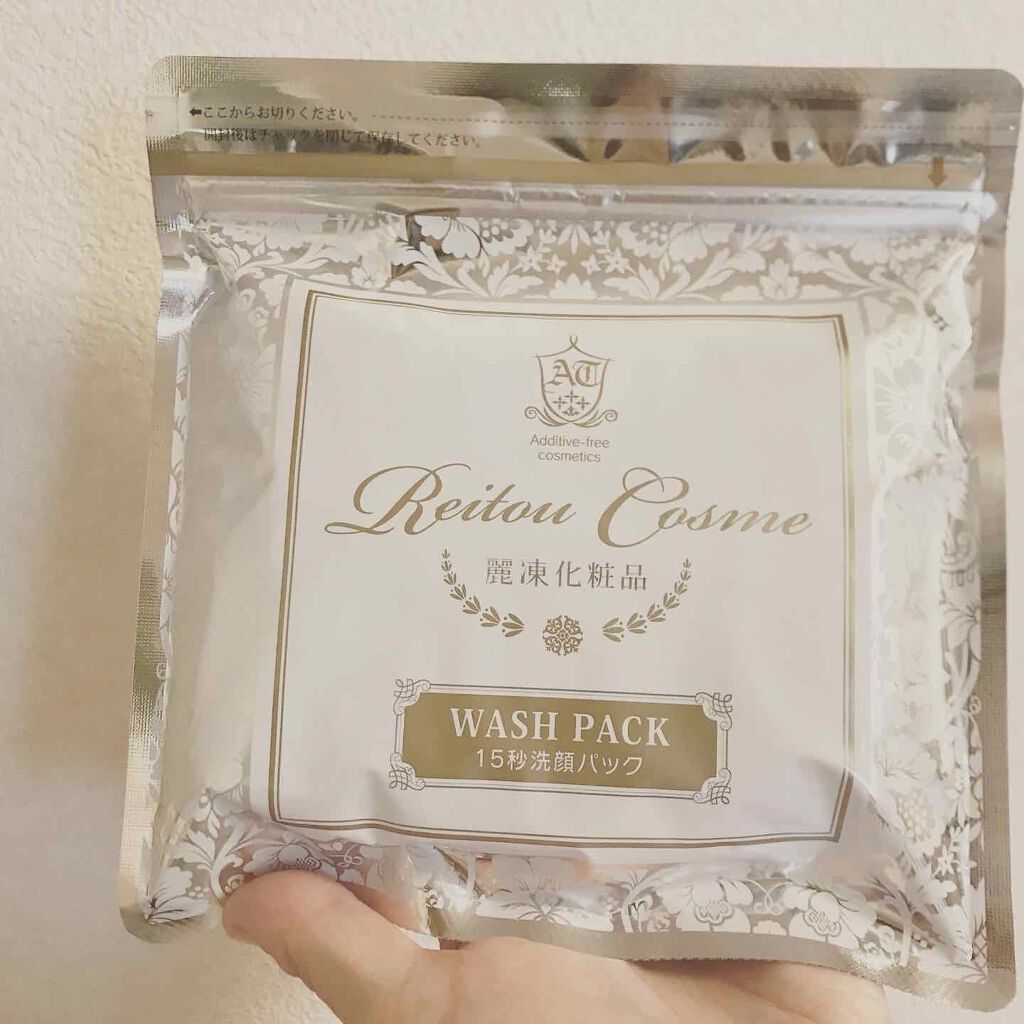 ⬅ここからお切りください。
開封後はチャックを閉じて保存してください。
AT
Additive-free
cosmetics
Reitou Cosme
麗凍化粧品
WASH PACK
15秒洗顔パック